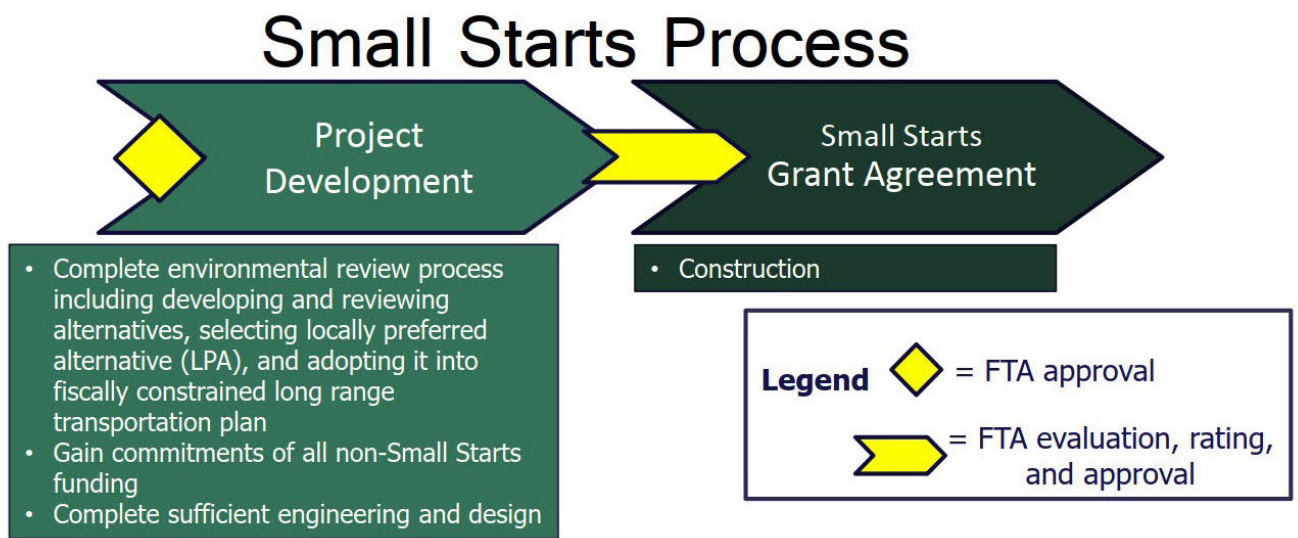 Small Starts Process
Project
Development
Small Starts
Grant Agreement
• Complete environmental review process
including developing and reviewing
alternatives, selecting locally preferred
alternative (LPA), and adopting it into
fiscally constrained long range
transportation plan
• Gain commitments of all non-Small Starts
funding
• Complete sufficient engineering and design
• Construction
Legend
= FTA approval
= FTA evaluation, rating,
and approval